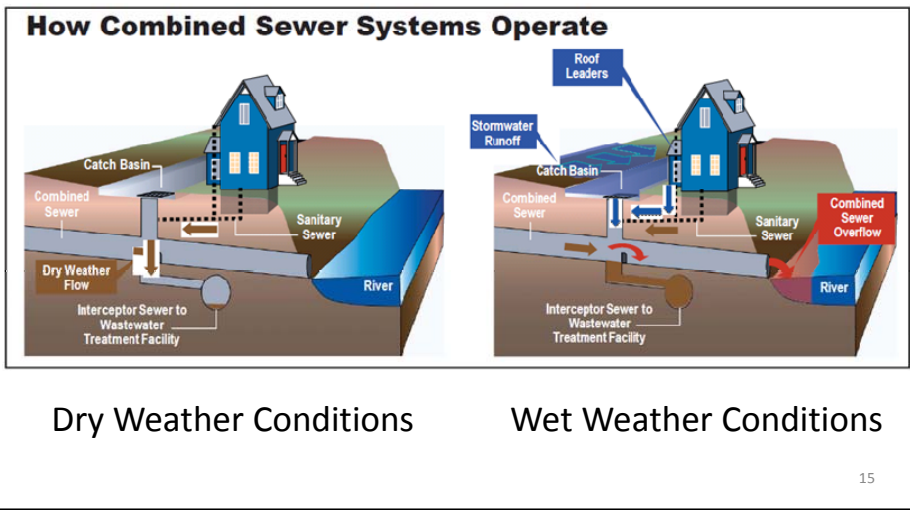 How Combined Sewer Systems Operate
Catch Basin
Combined
Sewer
Sanitary
Sewer
Dry Weather
Flow
River
Interceptor Sewer to
Wastewater
Treatment Facility
Roof
Leaders
Stormwater
Runoff
Catch Basin
Combined
Sewer
Combined
Sewer
Overflow
Sanitary
Sewer
River
Interceptor Sewer to
Wastewater
Treatment Facility
Dry Weather Conditions
Wet Weather Conditions
15